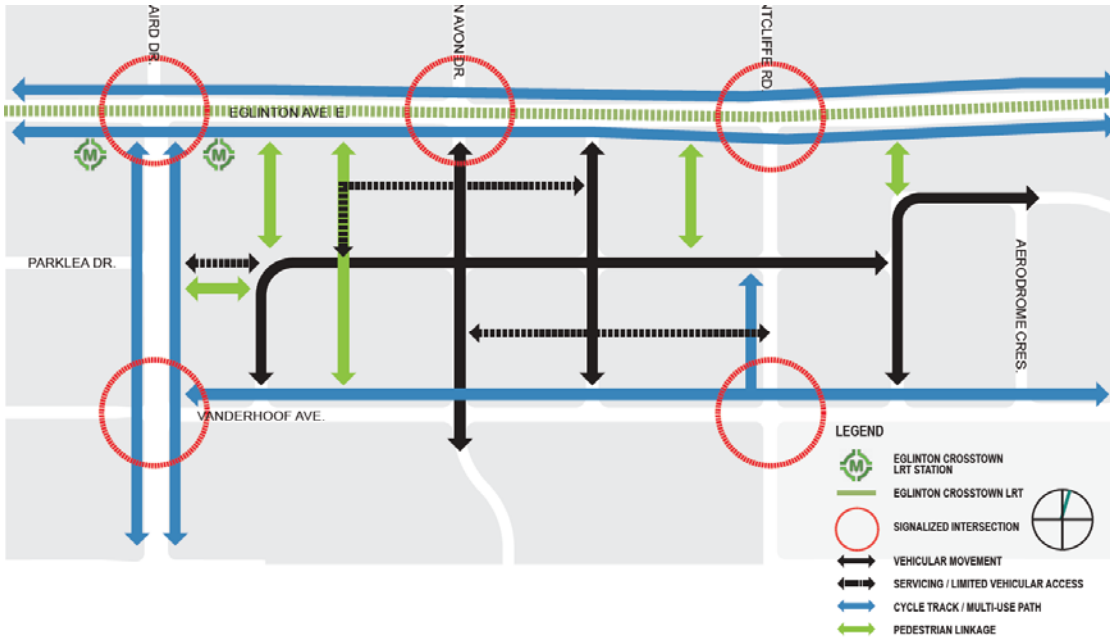 AIRD DR.
N AVON DR.
NTCLIFFE RD.
EGLINTON AVE E.
M
M
PARKLEA DR.
AERODROME CRES.
VANDERHOOF AVE.
LEGEND
M
EGLINTON CROSSTOWN
LRT STATION
EGLINTON CROSSTOWN LRT
SIGNALIZED INTERSECTION
VEHICULAR MOVEMENT
SERVICING / LIMITED VEHICULAR ACCESS
CYCLE TRACK / MULTI-USE PATH
PEDESTRIAN LINKAGE